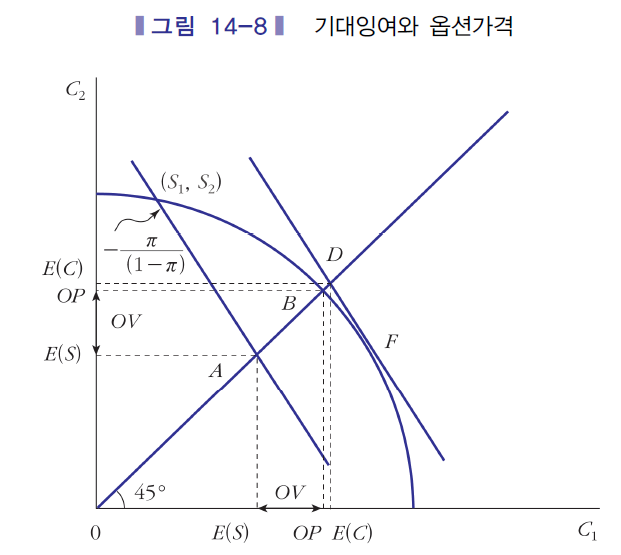 그림 14-8 기대잉여와 옵션가격
C₂
(S₁, S₂)
-π/(1-π)
E(C)
D
OP
B
OV
F
E(S)
A
45°
OV
0
E(S)
OP
E(C)
C₁